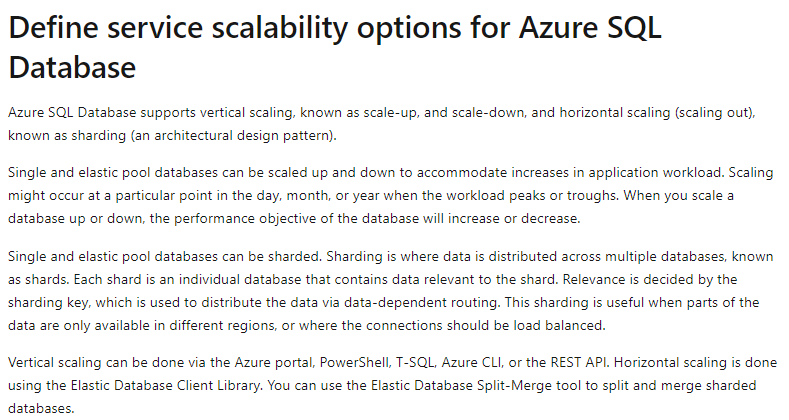 Define service scalability options for Azure SQL
Database
Azure SQL Database supports vertical scaling, known as scale-up, and scale-down, and horizontal scaling (scaling out),
known as sharding (an architectural design pattern).
Single and elastic pool databases can be scaled up and down to accommodate increases in application workload. Scaling
might occur at a particular point in the day, month, or year when the workload peaks or troughs. When you scale a
database up or down, the performance objective of the database will increase or decrease.
Single and elastic pool databases can be sharded. Sharding is where data is distributed across multiple databases, known
as shards. Each shard is an individual database that contains data relevant to the shard. Relevance is decided by the
sharding key, which is used to distribute the data via data-dependent routing. This sharding is useful when parts of the
data are only available in different regions, or where the connections should be load balanced.
Vertical scaling can be done via the Azure portal, PowerShell, T-SQL, Azure CLI, or the REST API. Horizontal scaling is done
using the Elastic Database Client Library. You can use the Elastic Database Split-Merge tool to split and merge sharded
databases.